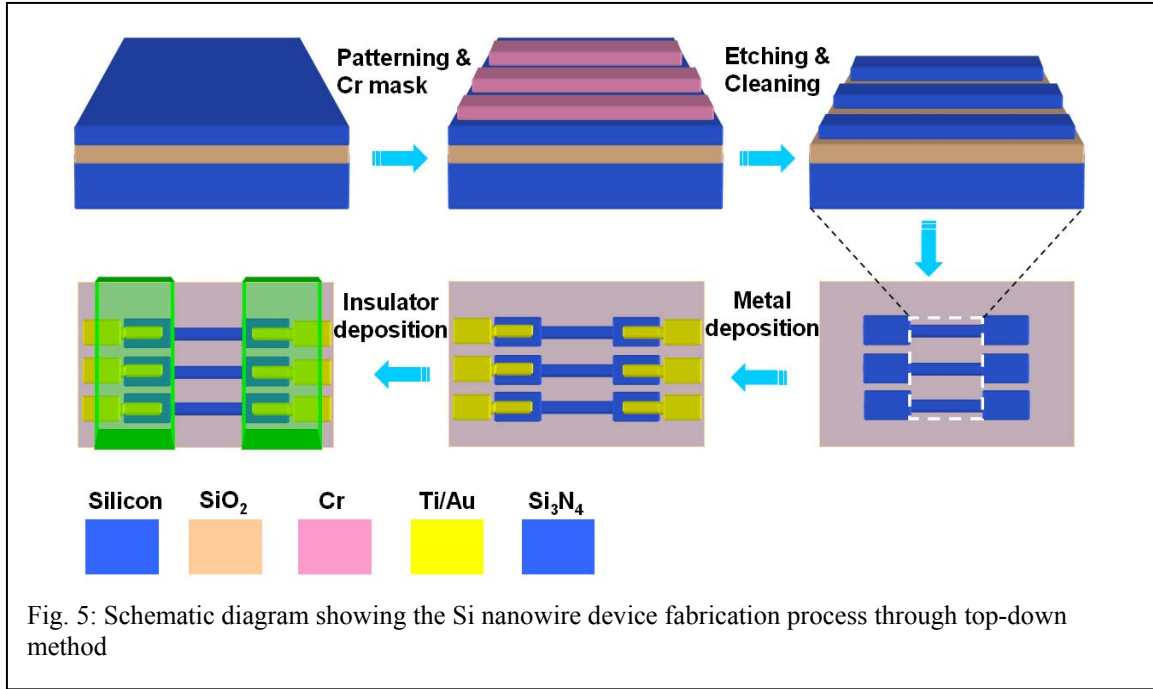 Patterning &
Cr mask
Etching &
Cleaning
Insulator
deposition
Metal
deposition
Silicon SiO₂ Cr Ti/Au Si₃N₄
Fig. 5: Schematic diagram showing the Si nanowire device fabrication process through top-down
method